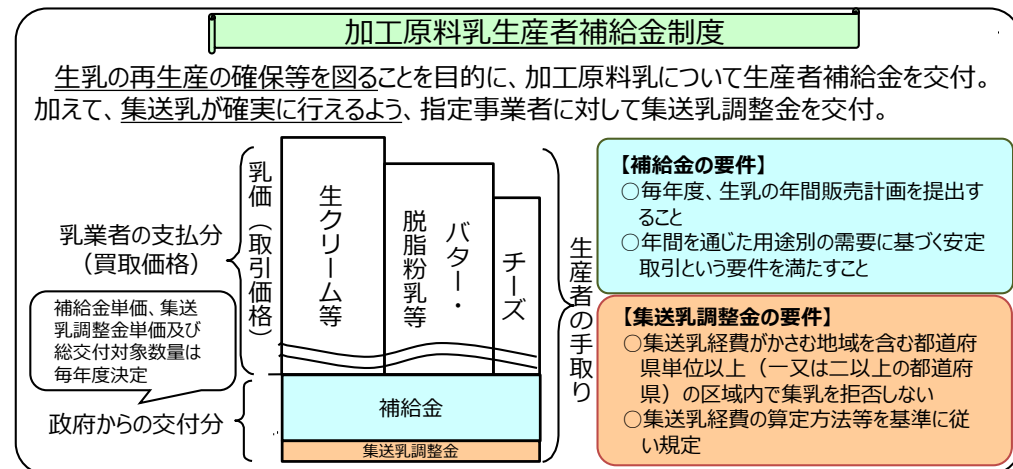 加工原料乳生産者補給金制度
生乳の再生産の確保等を図ることを目的に、加工原料乳について生産者補給金を交付。
加えて、集送乳が確実に行えるよう、指定事業者に対して集送乳調整金を交付。
乳業者の支払分
（買取価格）
乳価（取引価格）
生クリーム等
バター・
脱脂粉乳等
チーズ
生産者の手取り
補給金単価、集送
乳調整金単価及び
総交付対象数量は
毎年度決定
政府からの交付分
補給金
集送乳調整金
【補給金の要件】
○毎年度、生乳の年間販売計画を提出す
ること
○年間を通じた用途別の需要に基づく安定
取引という要件を満たすこと
【集送乳調整金の要件】
○集送乳経費がかさむ地域を含む都道府
県単位以上（一又は二以上の都道府
県）の区域内で集乳を拒否しない
○集送乳経費の算定方法等を基準に従
い規定